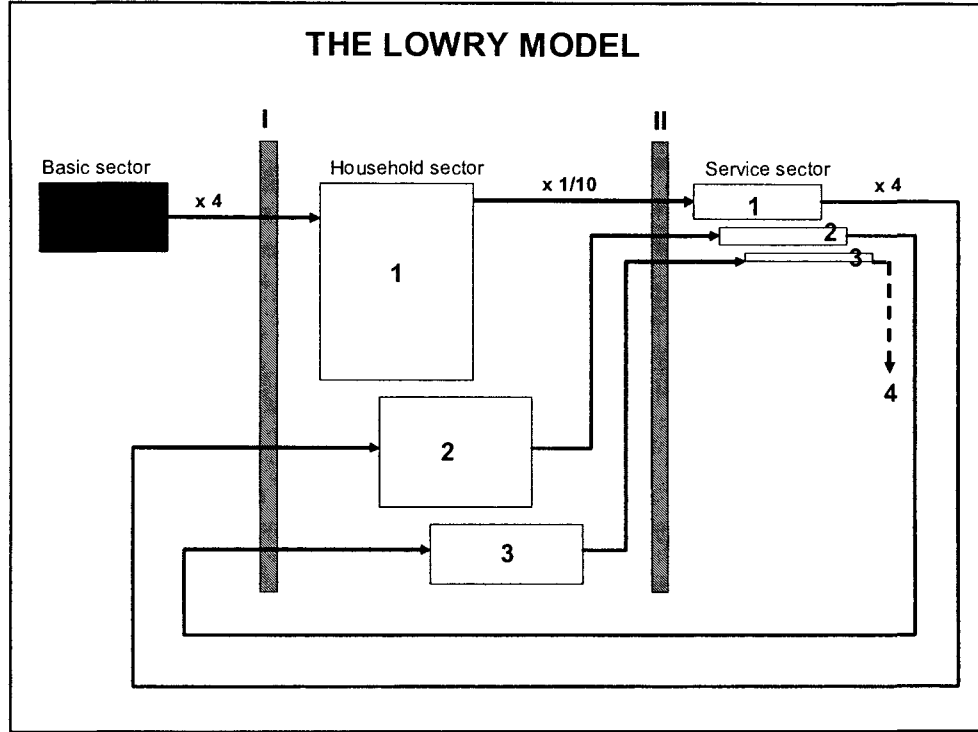 THE LOWRY MODEL
I
II
Basic sector
Household sector
Service sector
x 4
x 1/10
x 4
1
1
2
3
2
3
4